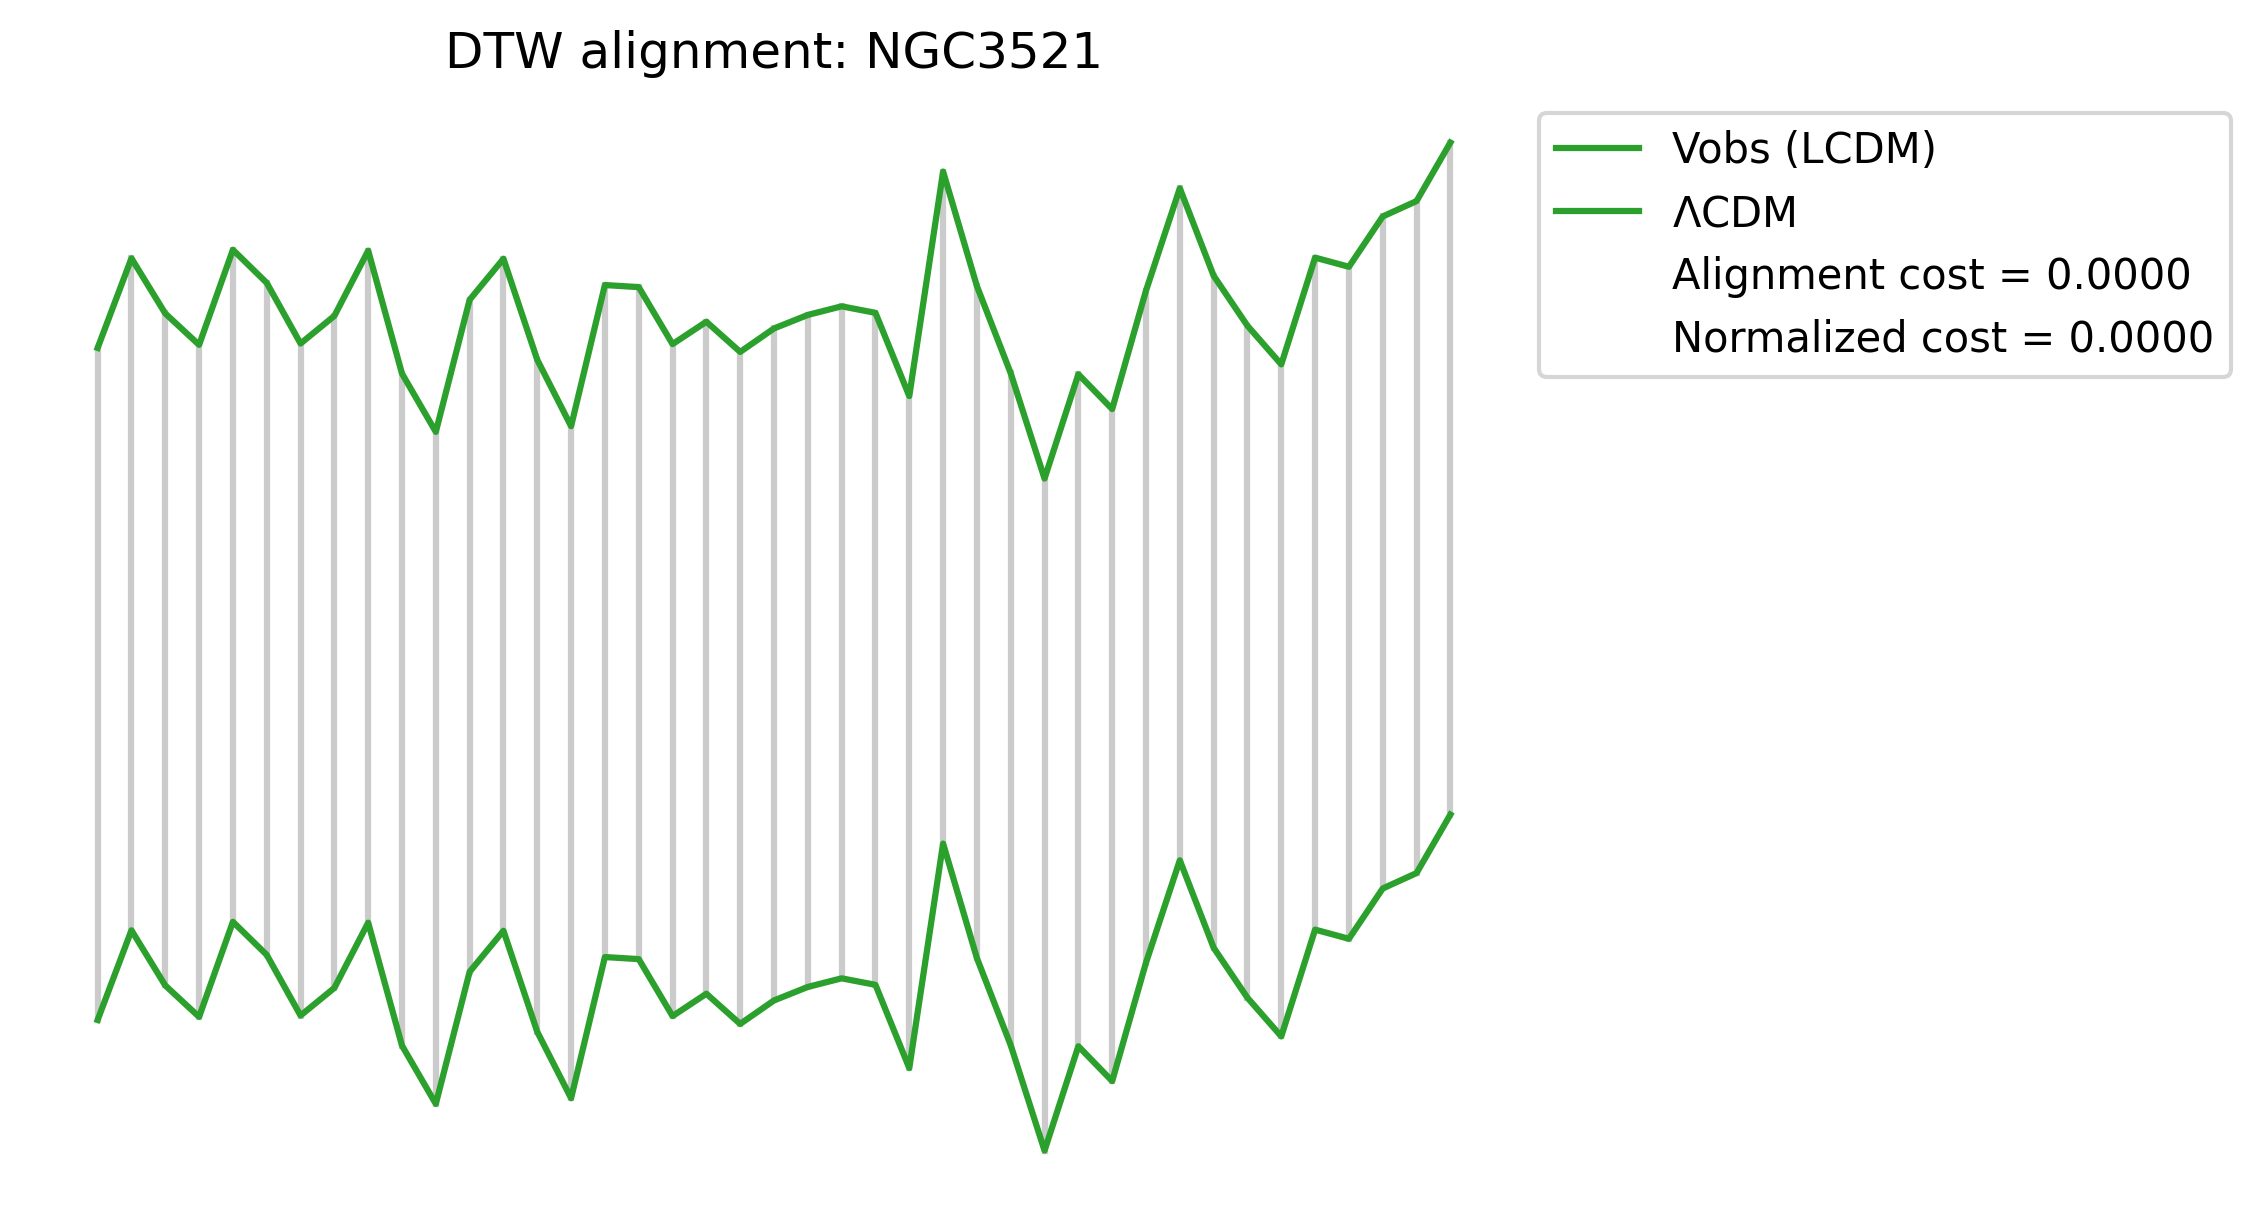 DTW alignment: NGC3521
Vobs (LCDM)
ΛCDM
Alignment cost = 0.0000
Normalized cost = 0.0000